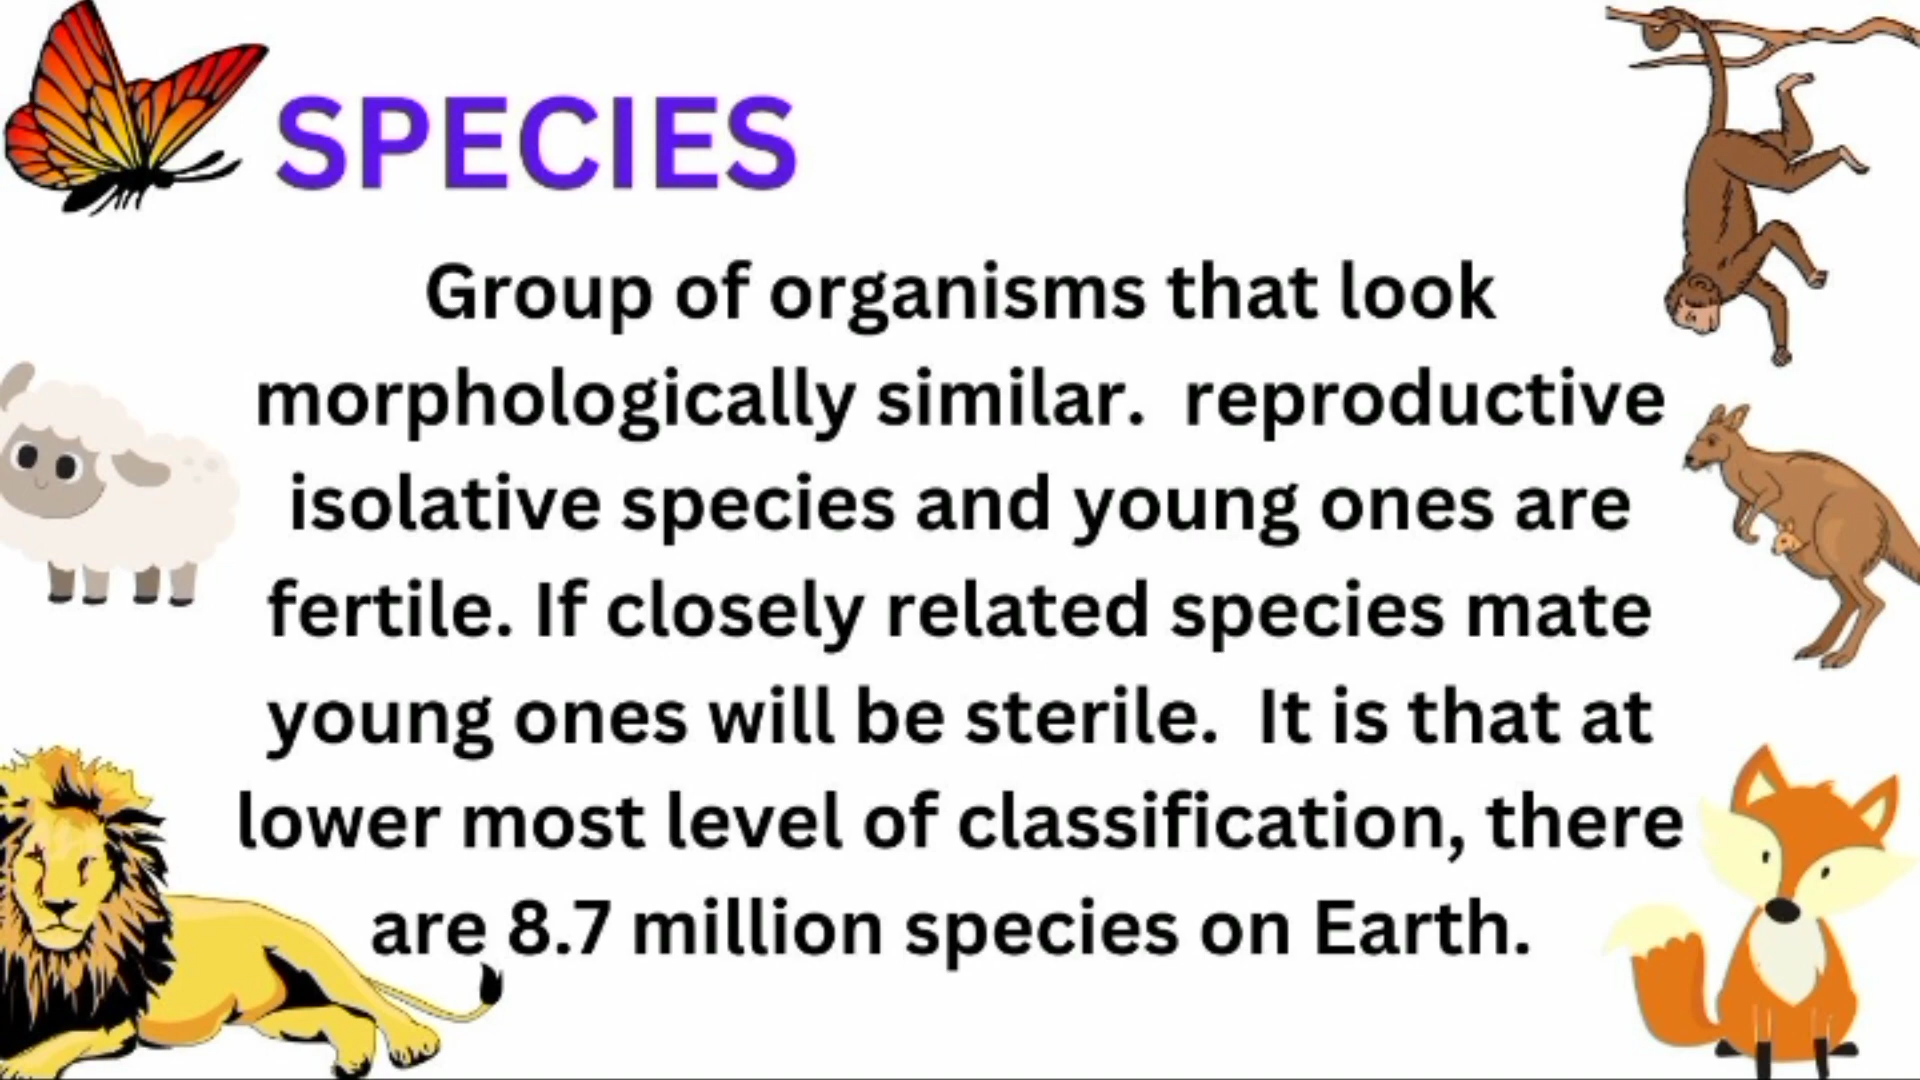 SPECIES
Group of organisms that look
morphologically similar.  reproductive
isolative species and young ones are
fertile. If closely related species mate
young ones will be sterile.  It is that at
lower most level of classification, there
are 8.7 million species on Earth.